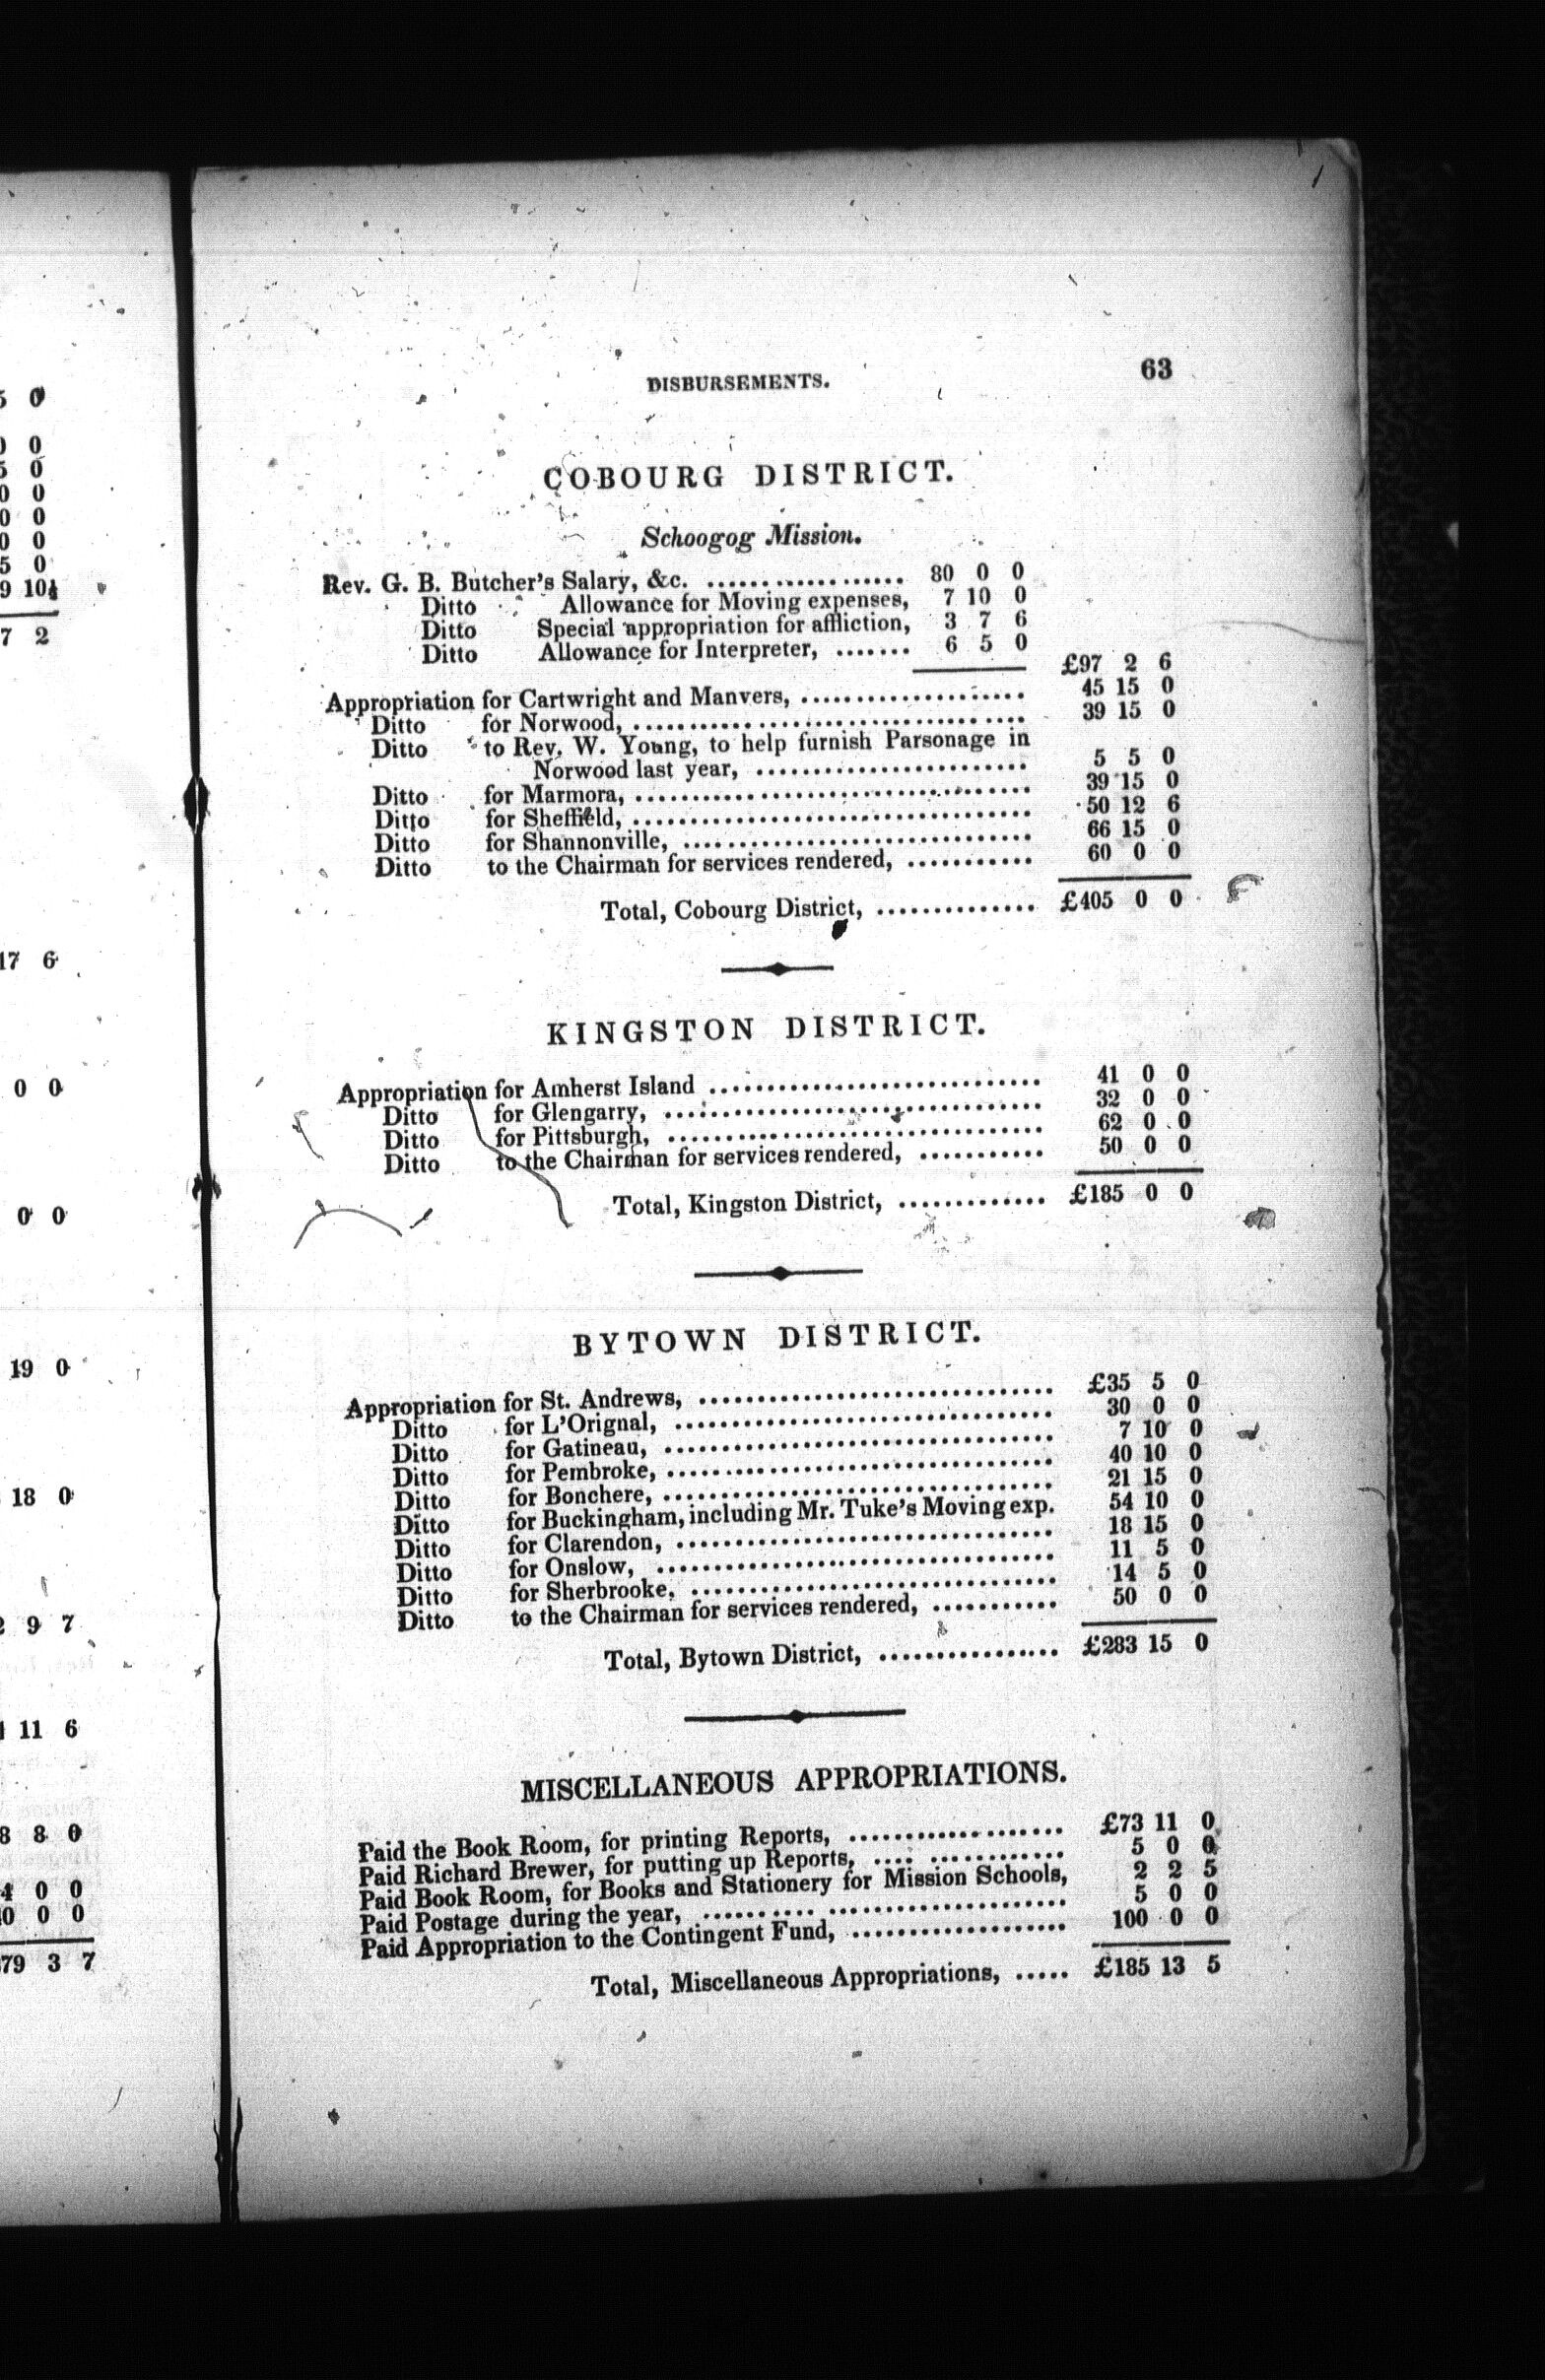 DISBURSEMENTS. 63
COBOURG DISTRICT.
Schoogog Mission.
Rev. G. B. Butcher's Salary, &c. .................. 80 0 0
Ditto Allowance for Moving expenses, 7 10 0
Ditto Special appropriation for affliction, 3 7 6
Ditto Allowance for Interpreter, ....... 6 5 0
£97 2 6
Appropriation for Cartwright and Manvers, .................... 45 15 0
Ditto for Norwood, .................................... 39 15 0
Ditto to Rev. W. Young, to help furnish Parsonage in
Norwood last year, ........................ 5 5 0
Ditto for Marmora, .................................... 39 15 0
Ditto for Sheffield, .................................... 50 12 6
Ditto for Shannonville, ................................ 66 15 0
Ditto to the Chairman for services rendered, ........... 60 0 0
Total, Cobourg District, .............. £405 0 0
KINGSTON DISTRICT.
Appropriation for Amherst Island .............................. 41 0 0
Ditto for Glengarry, .................................. 32 0 0
Ditto for Pittsburgh, .................................. 62 0 0
Ditto to the Chairman for services rendered, ........... 50 0 0
Total, Kingston District, ............. £185 0 0
BYTOWN DISTRICT.
Appropriation for St. Andrews, ................................ £35 5 0
Ditto for L'Orignal, .................................. 30 0 0
Ditto for Gatineau, ................................... 7 10 0
Ditto for Pembroke, ................................... 40 10 0
Ditto for Bonchere, ................................... 21 15 0
Ditto for Buckingham, including Mr. Tuke's Moving exp. 54 10 0
Ditto for Clarendon, .................................. 18 15 0
Ditto for Onslow, .................................... 11 5 0
Ditto for Sherbrooke, ................................. 14 5 0
Ditto to the Chairman for services rendered, ........... 50 0 0
Total, Bytown District, ................ £283 15 0
MISCELLANEOUS APPROPRIATIONS.
Paid the Book Room, for printing Reports, .................... £73 11 0
Paid Richard Brewer, for putting up Reports, .... ............ 5 0 0
Paid Book Room, for Books and Stationery for Mission Schools, 2 2 5
Paid Postage during the year, .......... ...................... 5 0 0
Paid Appropriation to the Contingent Fund, .................... 100 0 0
Total, Miscellaneous Appropriations, ..... £185 13 5